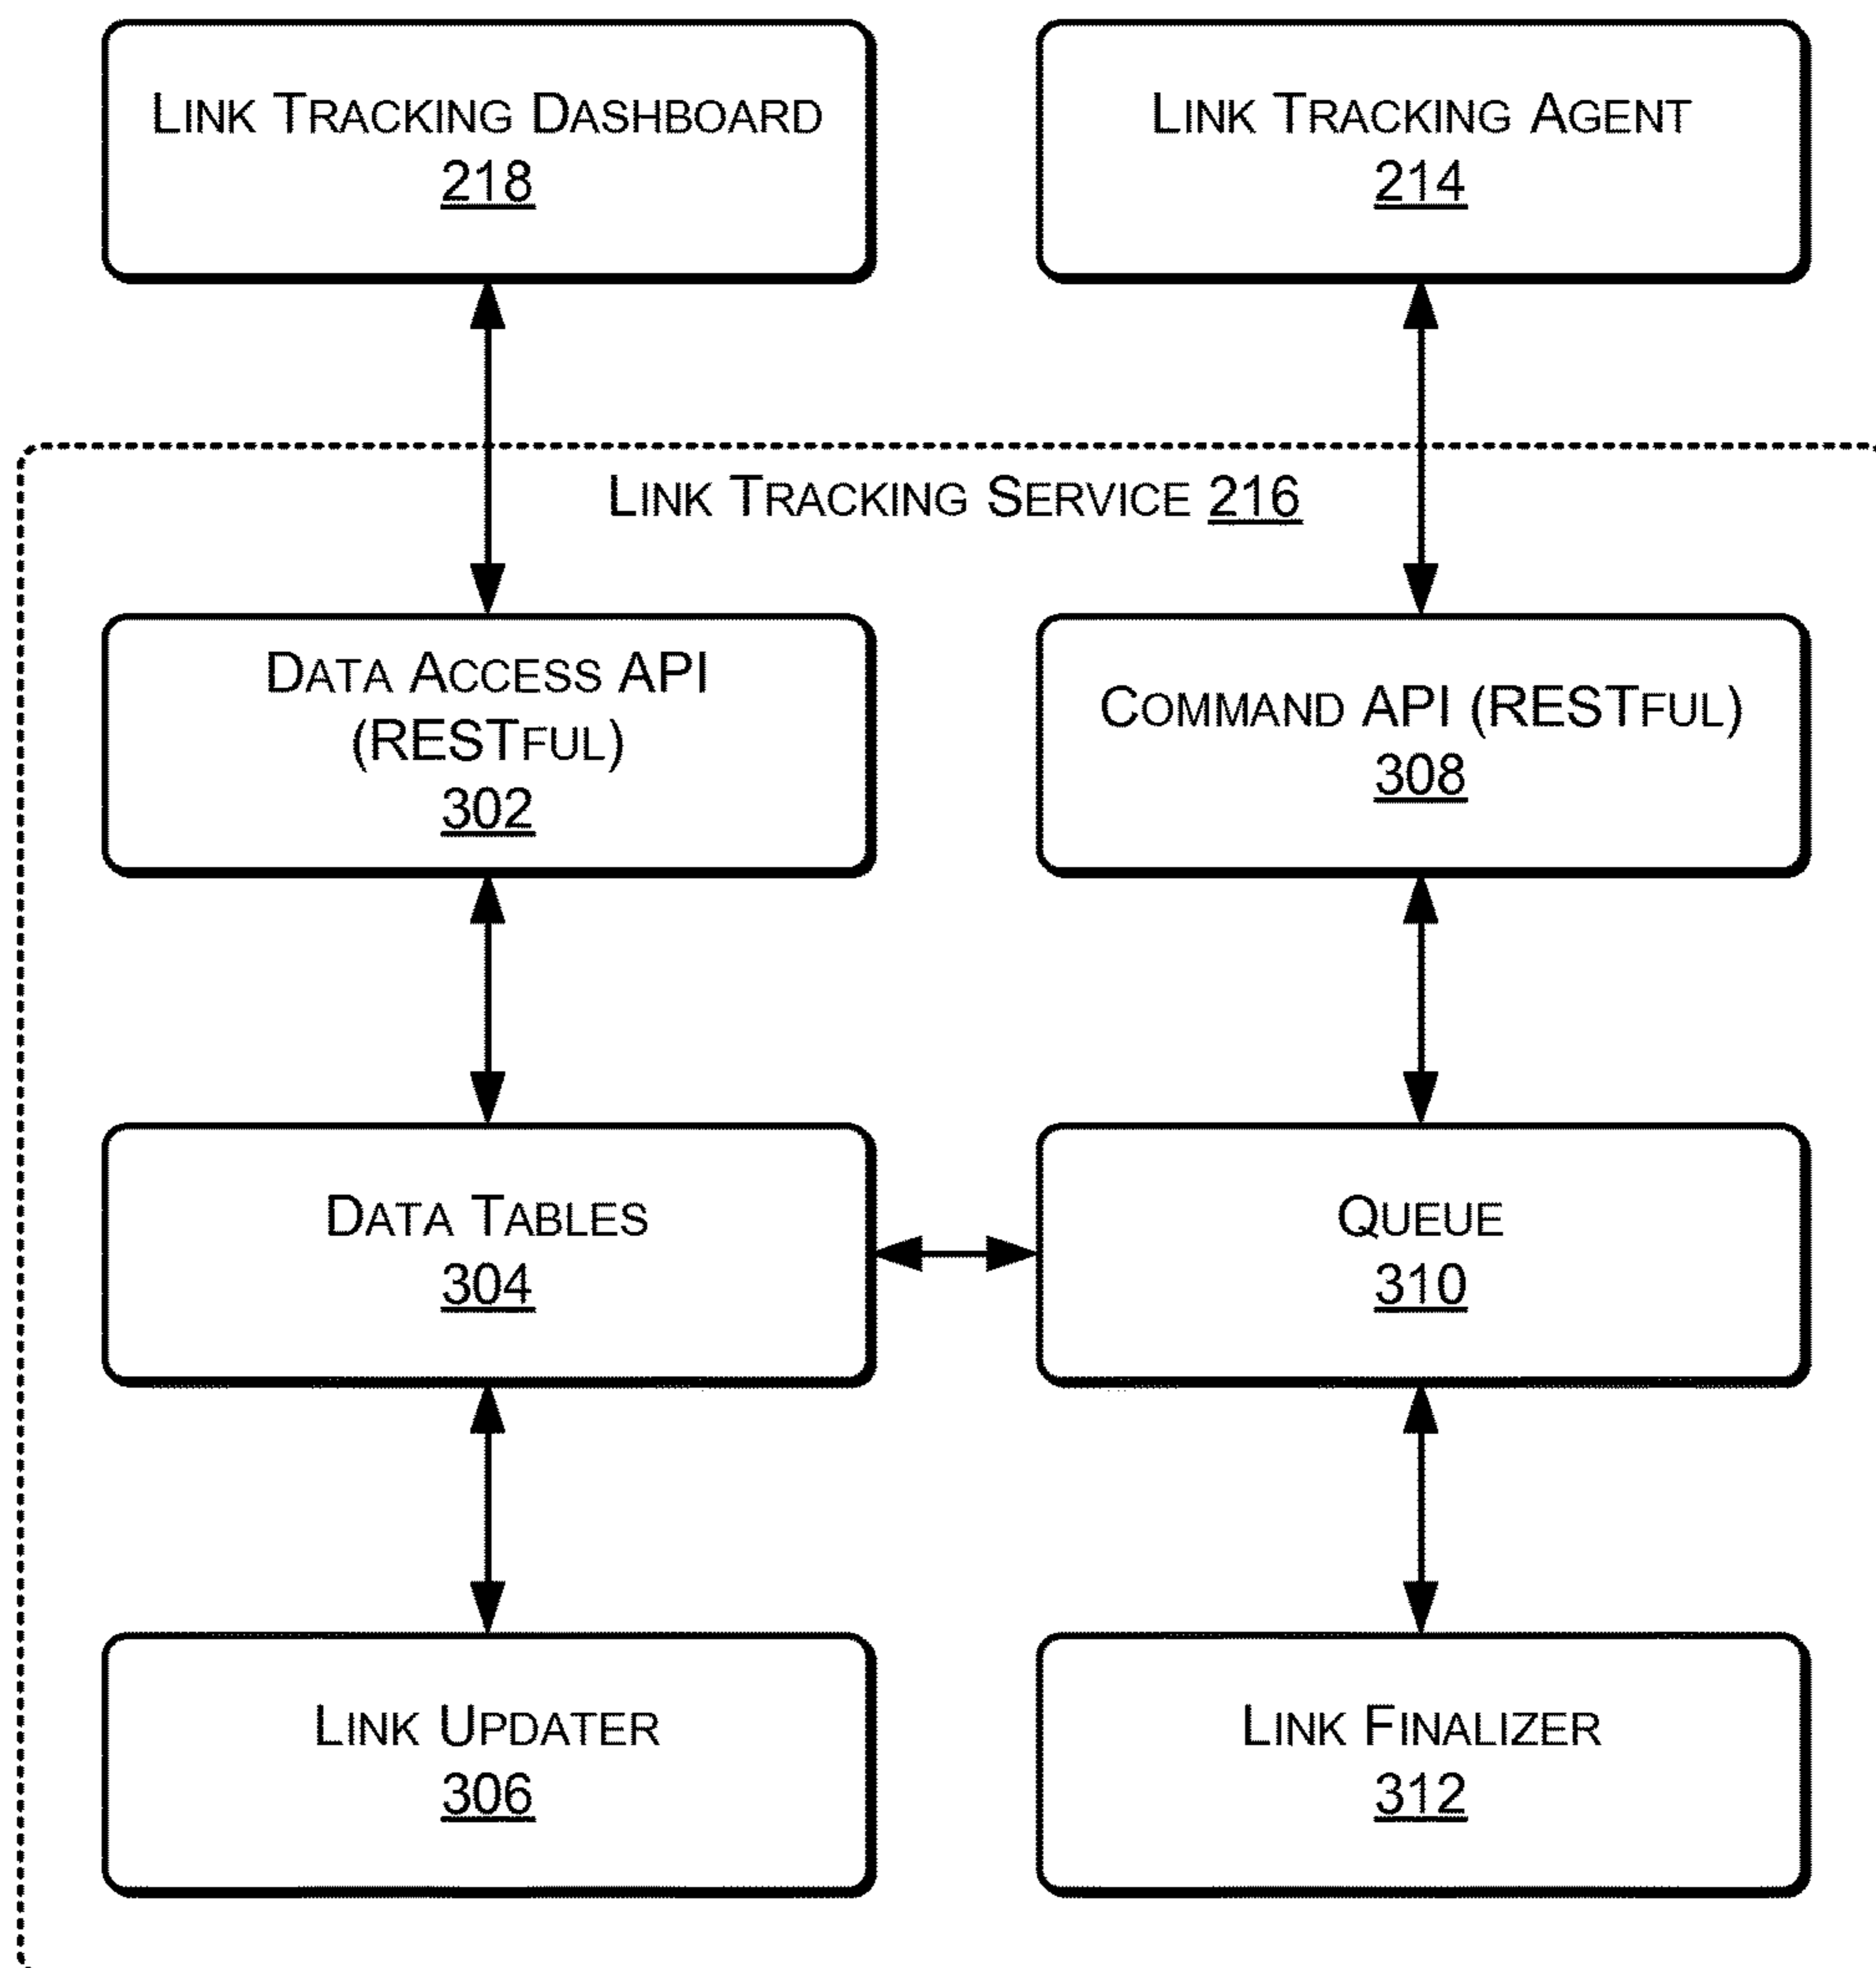 LINK TRACKING DASHBOARD
218
LINK TRACKING AGENT
214
LINK TRACKING SERVICE 216
DATA ACCESS API
(RESTFUL)
302
COMMAND API (RESTFUL)
308
DATA TABLES
304
QUEUE
310
LINK UPDATER
306
LINK FINALIZER
312